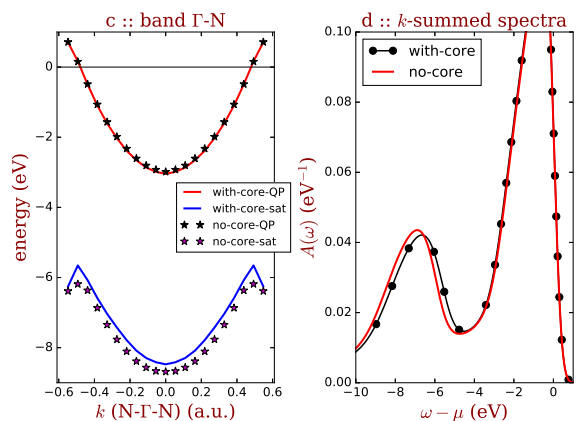 c :: band Γ-N
energy (eV)
0
−2
−4
−6
−8
with-core-QP
with-core-sat
no-core-QP
no-core-sat
−0.6 −0.4 −0.2 0.0 0.2 0.4 0.6
k (N-Γ-N) (a.u.)
d :: k-summed spectra
A(ω) (eV⁻¹)
0.10
0.08
0.06
0.04
0.02
0.00
with-core
no-core
−10 −8 −6 −4 −2 0
ω − μ (eV)